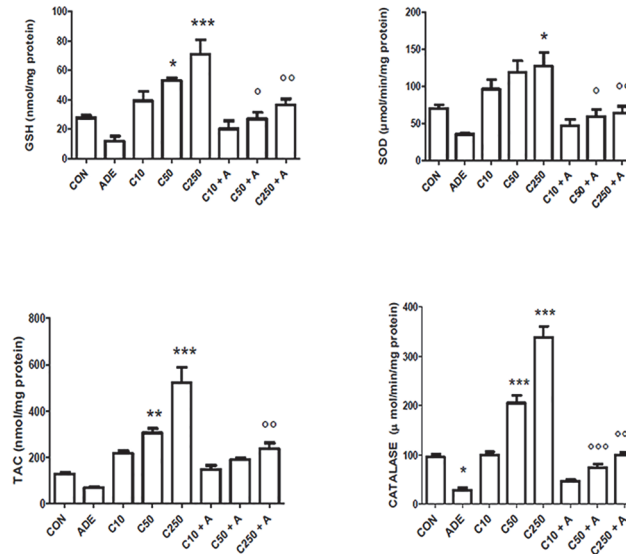 GSH (nmol/mg protein)
100
80
60
40
20
0
*
***
°
°°
CON
ADE
C10
C50
C250
C10 + A
C50 + A
C250 + A
SOD (µmol/min/mg protein)
200
150
100
50
0
*
°
CON
ADE
C10
C50
C250
C10 + A
C50 + A
C250 + A
TAC (nmol/mg protein)
800
600
400
200
0
**
***
°°
CON
ADE
C10
C50
C250
C10 + A
C50 + A
C250 + A
CATALASE (µ mol/min/mg protein)
400
300
200
100
0
*
***
***
°°°
CON
ADE
C10
C50
C250
C10 + A
C50 + A
C250 + A